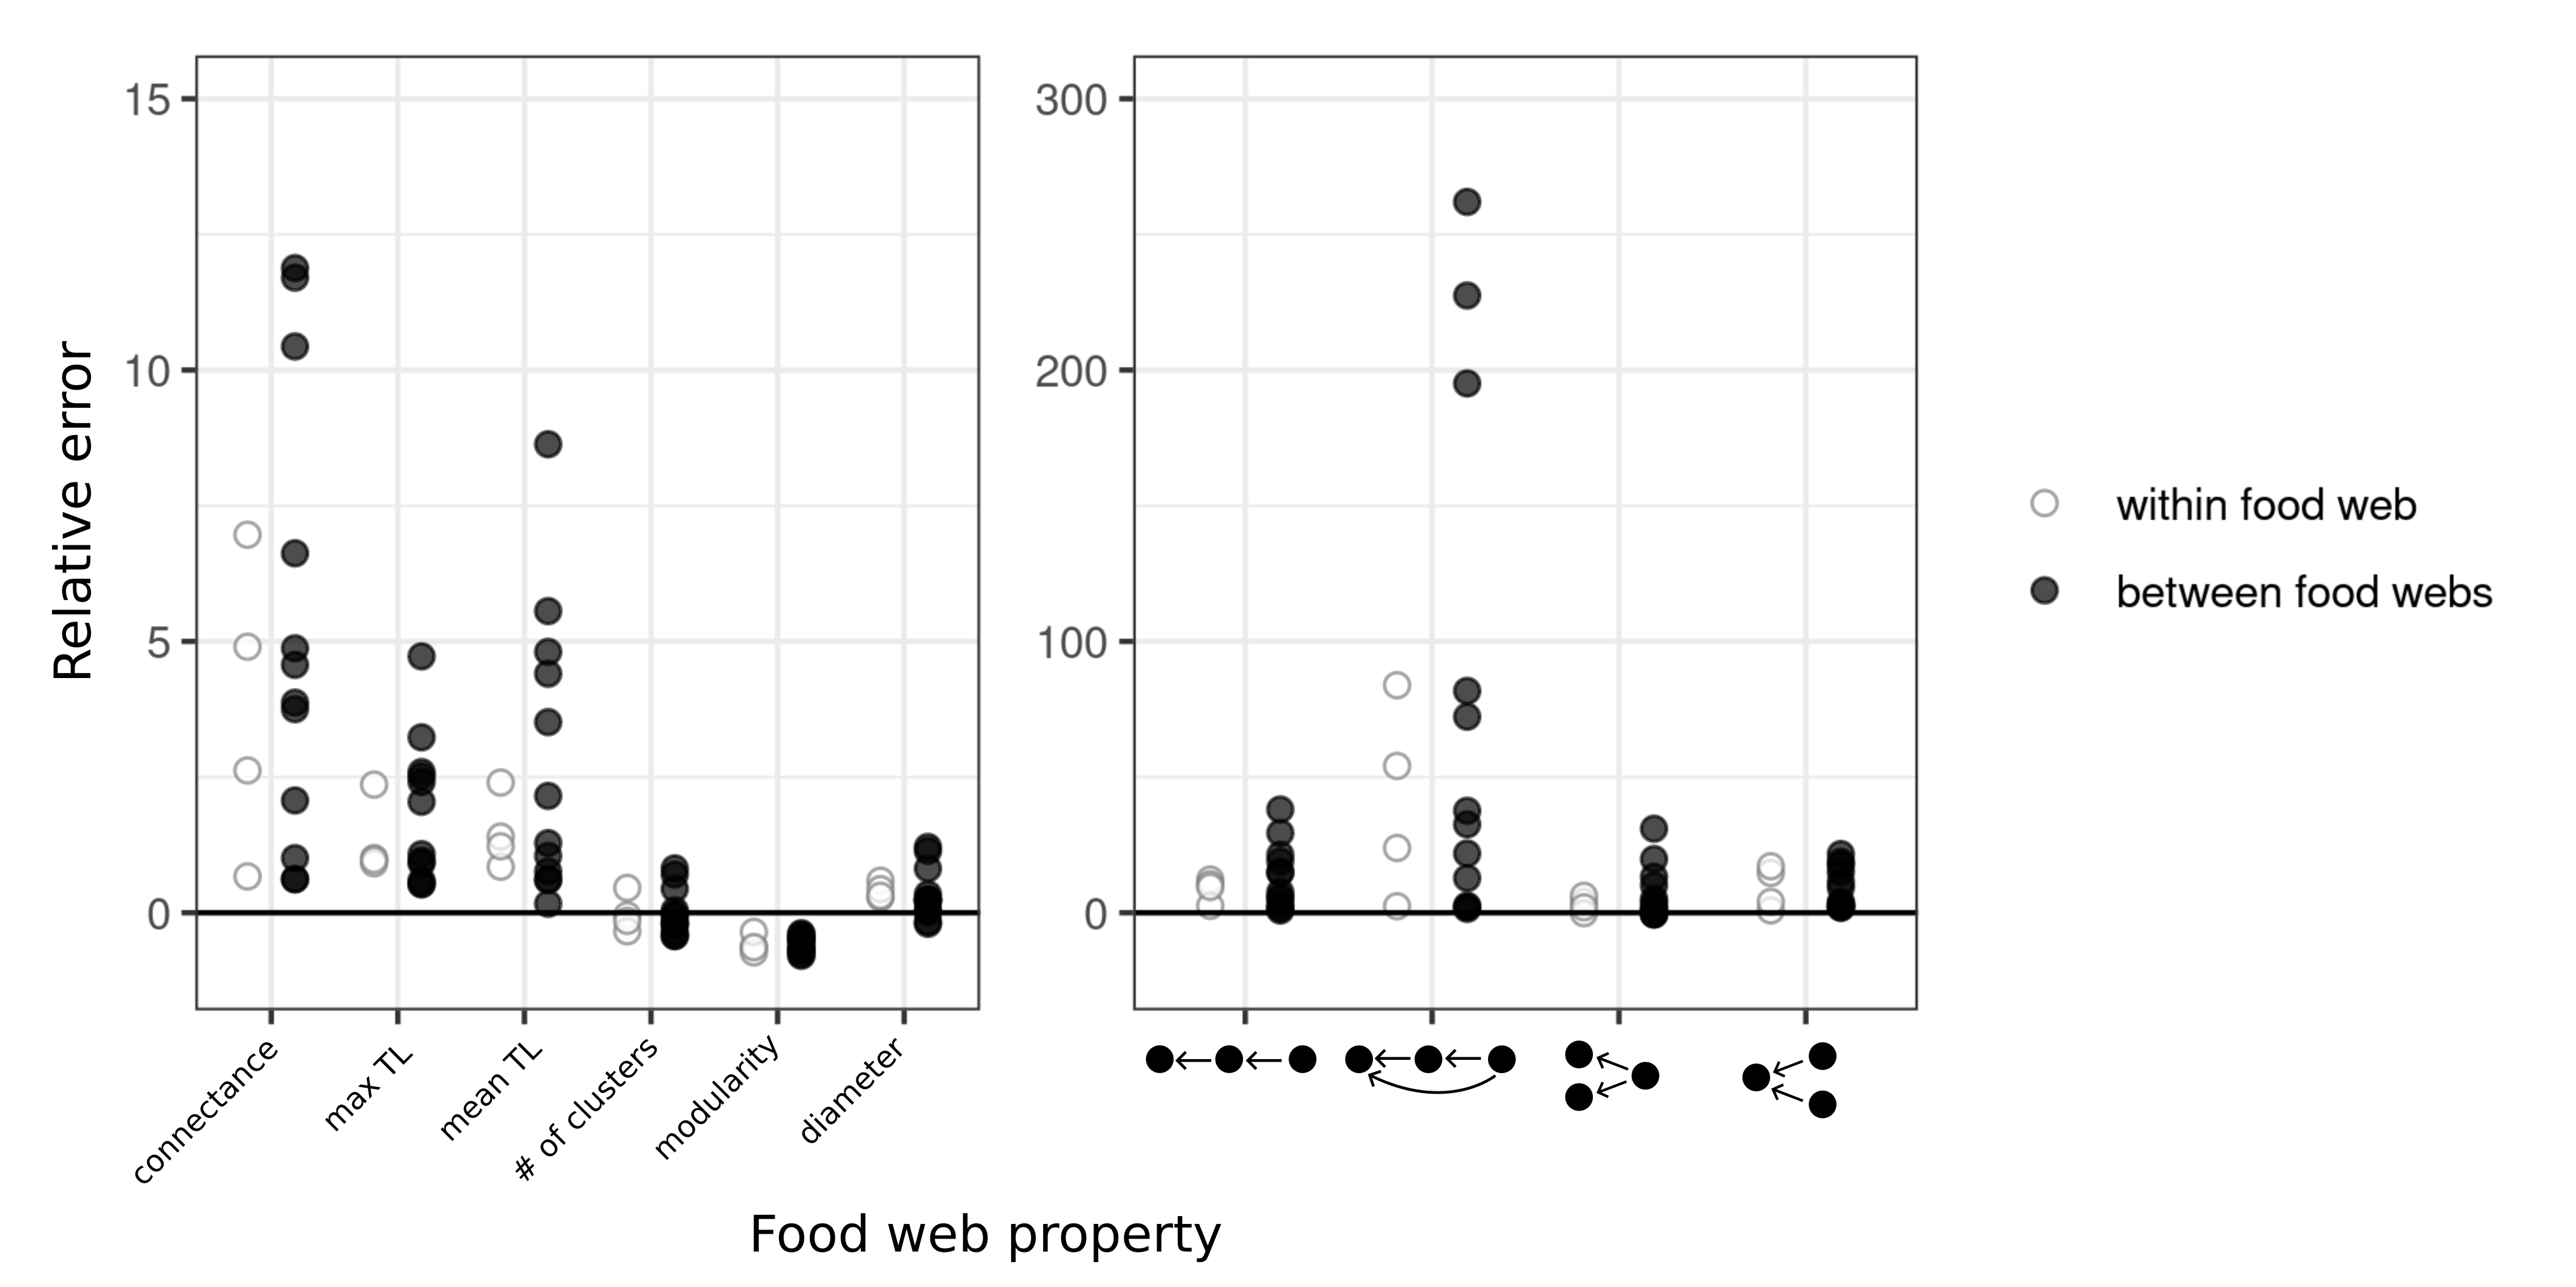 Relative error
15
10
5
0
300
200
100
0
connectance
max TL
mean TL
# of clusters
modularity
diameter
Food web property
within food web
between food webs